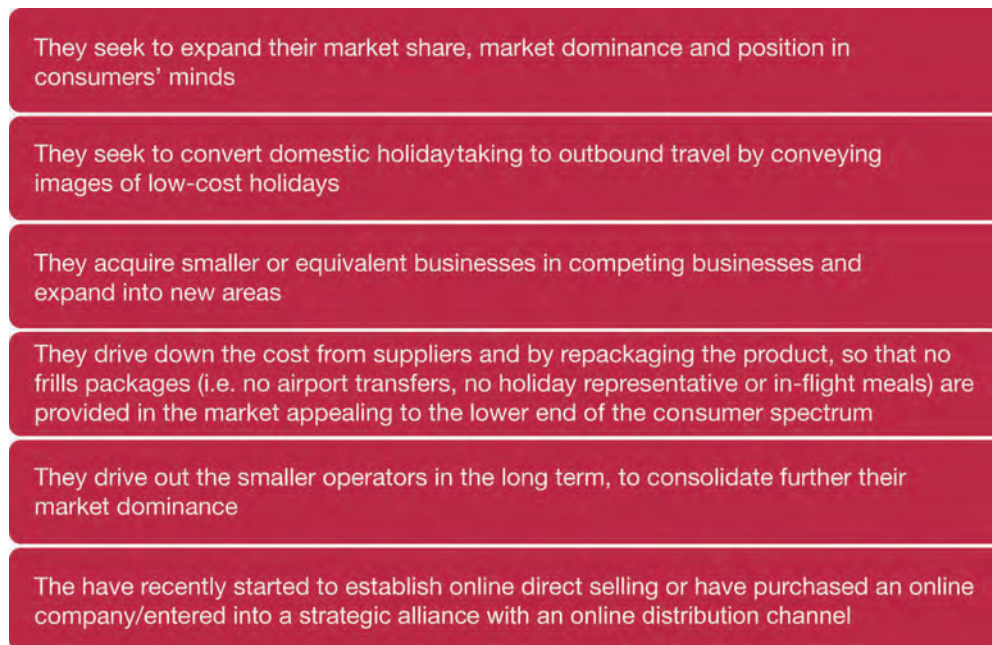 They seek to expand their market share, market dominance and position in
consumers’ minds
They seek to convert domestic holidaytaking to outbound travel by conveying
images of low-cost holidays
They acquire smaller or equivalent businesses in competing businesses and
expand into new areas
They drive down the cost from suppliers and by repackaging the product, so that no
frills packages (i.e. no airport transfers, no holiday representative or in-flight meals) are
provided in the market appealing to the lower end of the consumer spectrum
They drive out the smaller operators in the long term, to consolidate further their
market dominance
The have recently started to establish online direct selling or have purchased an online
company/entered into a strategic alliance with an online distribution channel